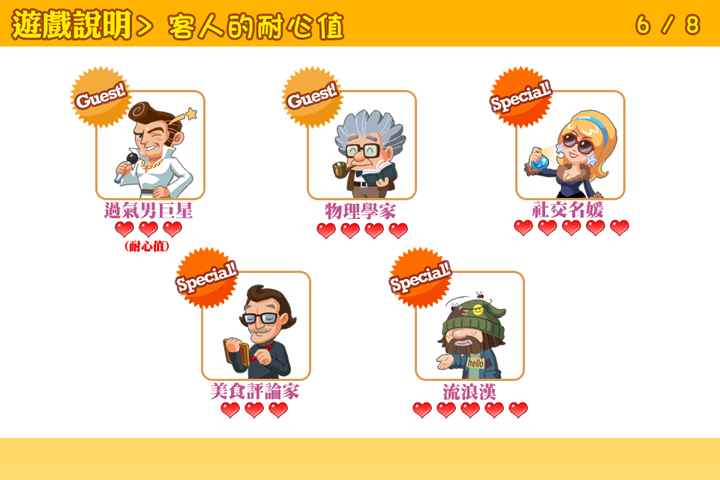 遊戲說明> 客人的耐心值
6 / 8
Guest!
過氣男巨星
(耐心值)
Guest!
物理學家
Special!
社交名媛
Special!
美食評論家
Special!
hello
流浪漢